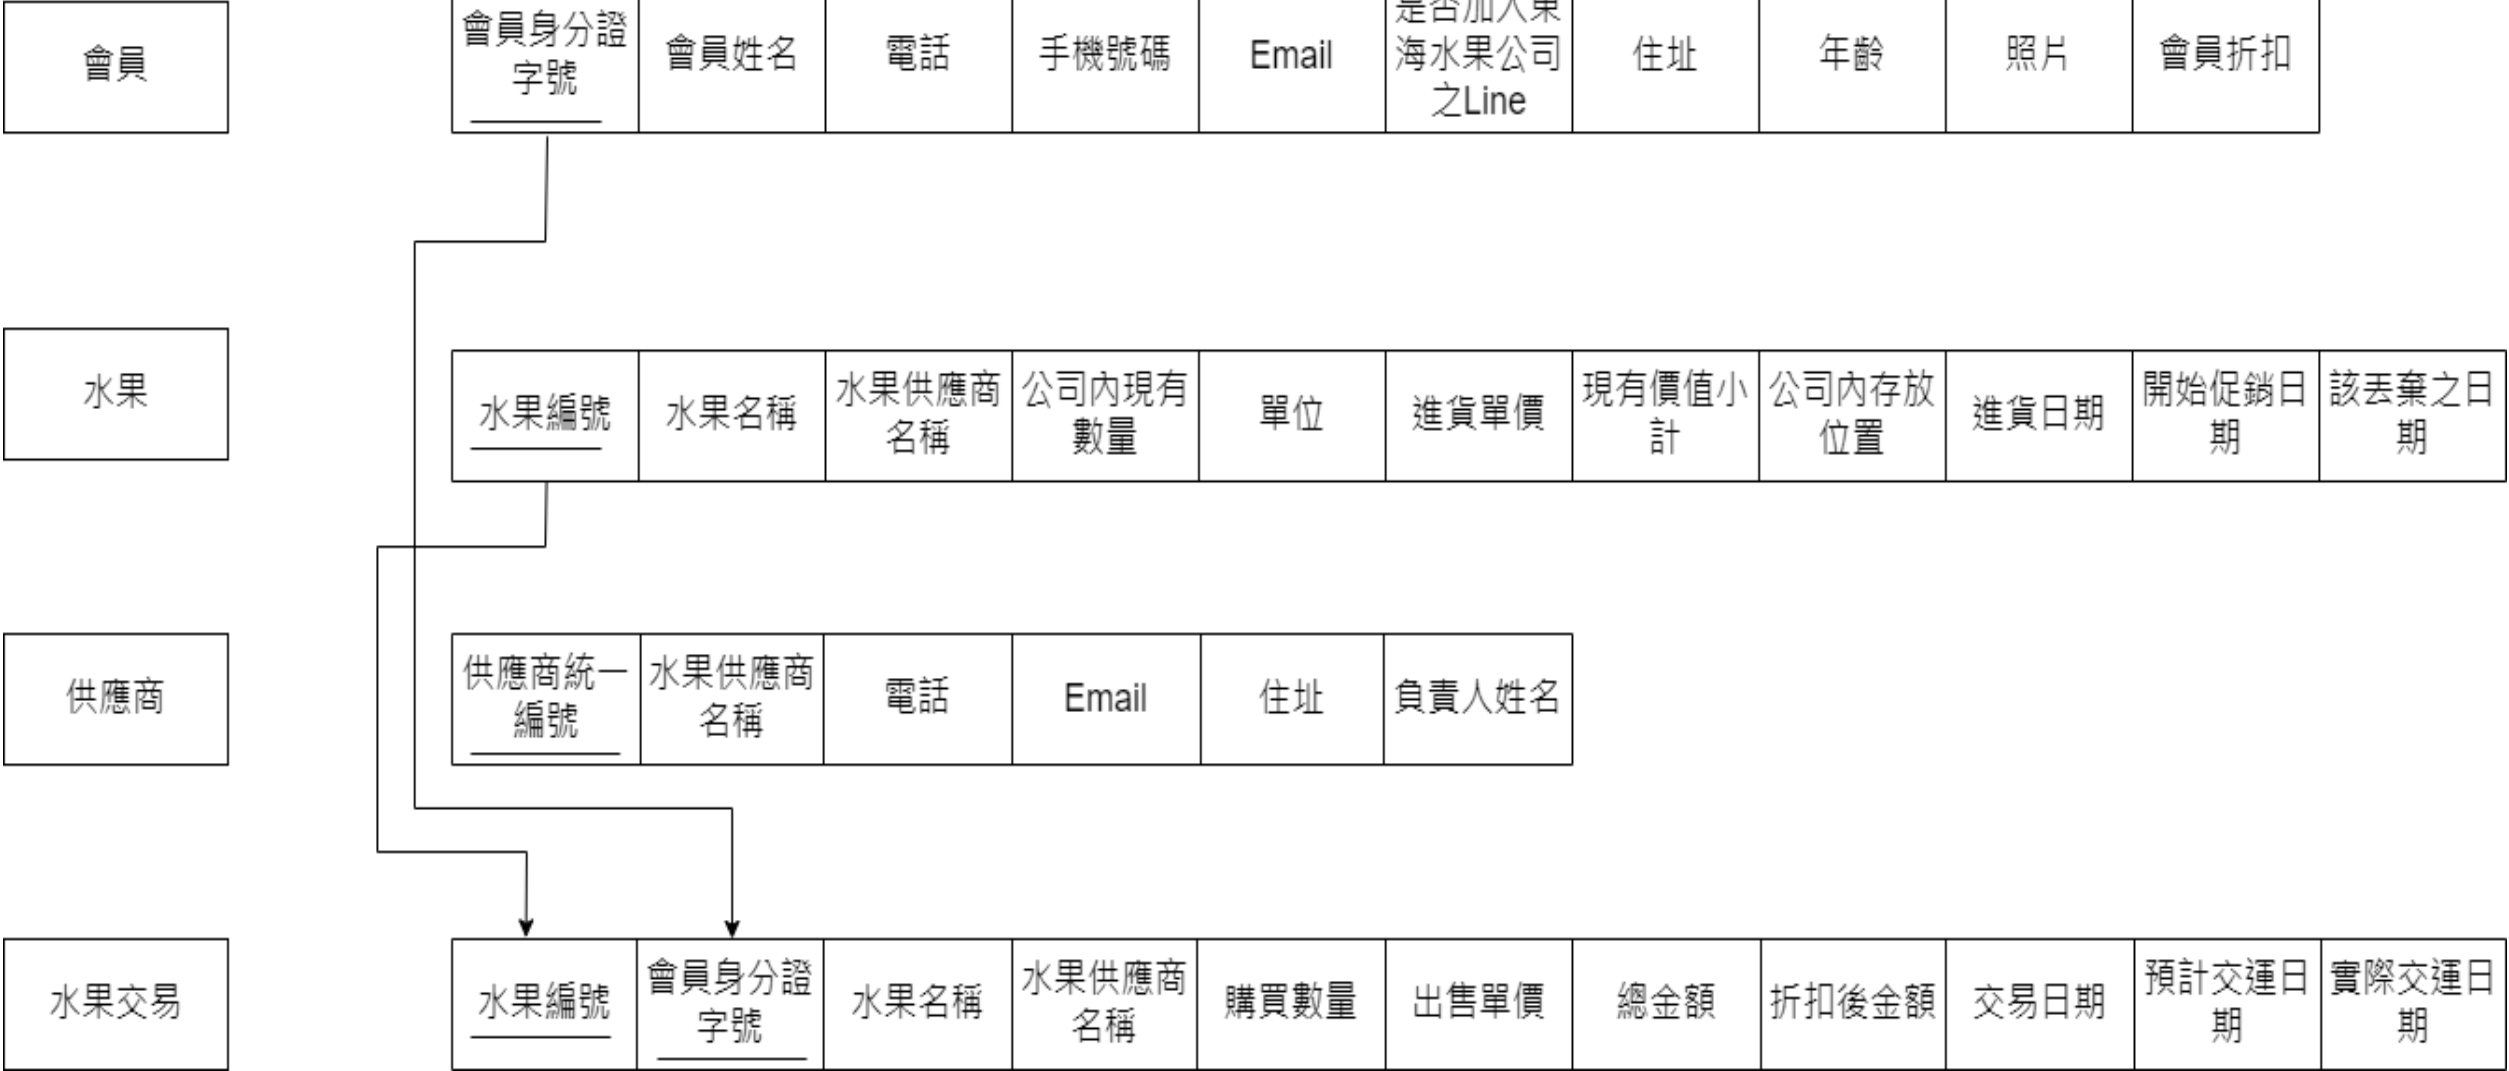 會員
會員身分證
字號
會員姓名
電話
手機號碼
Email
是否加入東
海水果公司
之Line
住址
年齡
照片
會員折扣
水果
水果編號
水果名稱
水果供應商
名稱
公司內現有
數量
單位
進貨單價
現有價值小
計
公司內存放
位置
進貨日期
開始促銷日
期
該丟棄之日
期
供應商
供應商統一
編號
水果供應商
名稱
電話
Email
住址
負責人姓名
水果交易
水果編號
會員身分證
字號
水果名稱
水果供應商
名稱
購買數量
出售單價
總金額
折扣後金額
交易日期
預計交運日
期
實際交運日
期